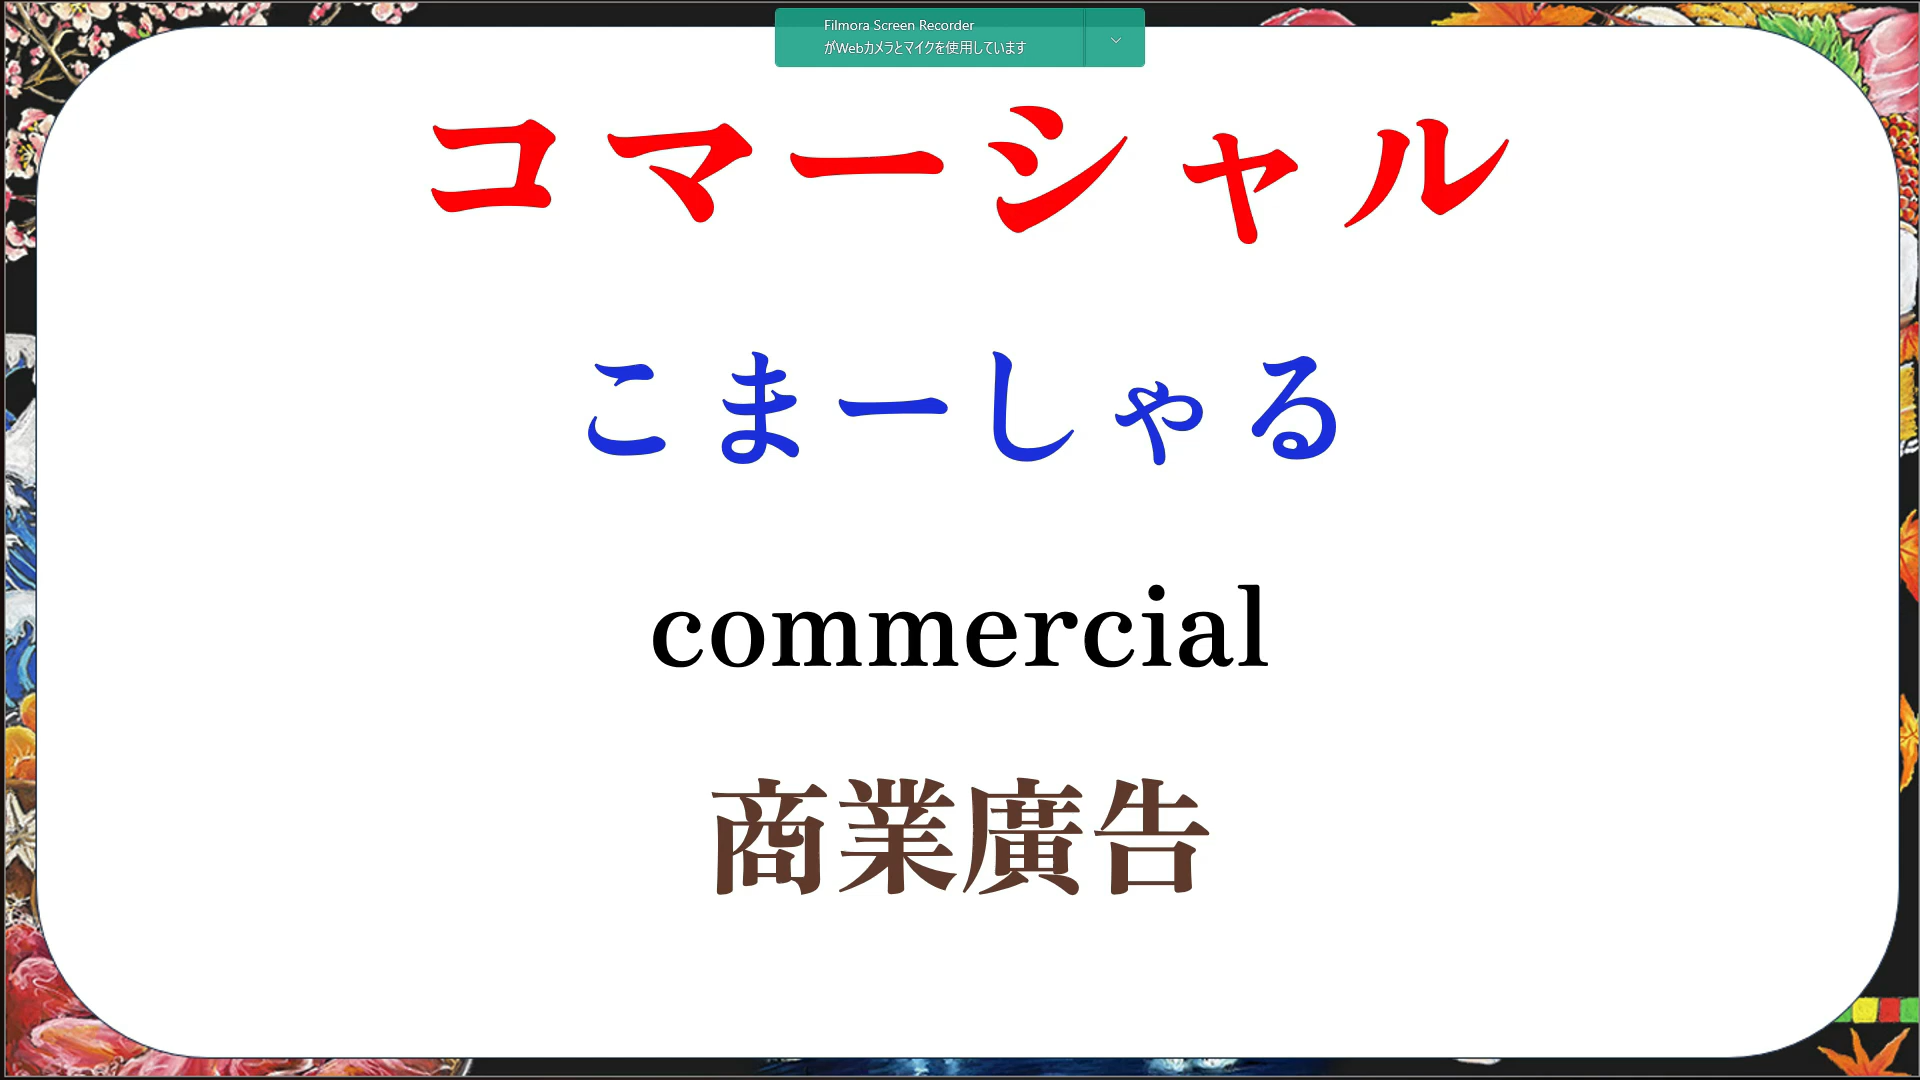 Filmora Screen Recorder
がWebカメラとマイクを使用しています
コマーシャル
こまーしゃる
commercial
商業廣告